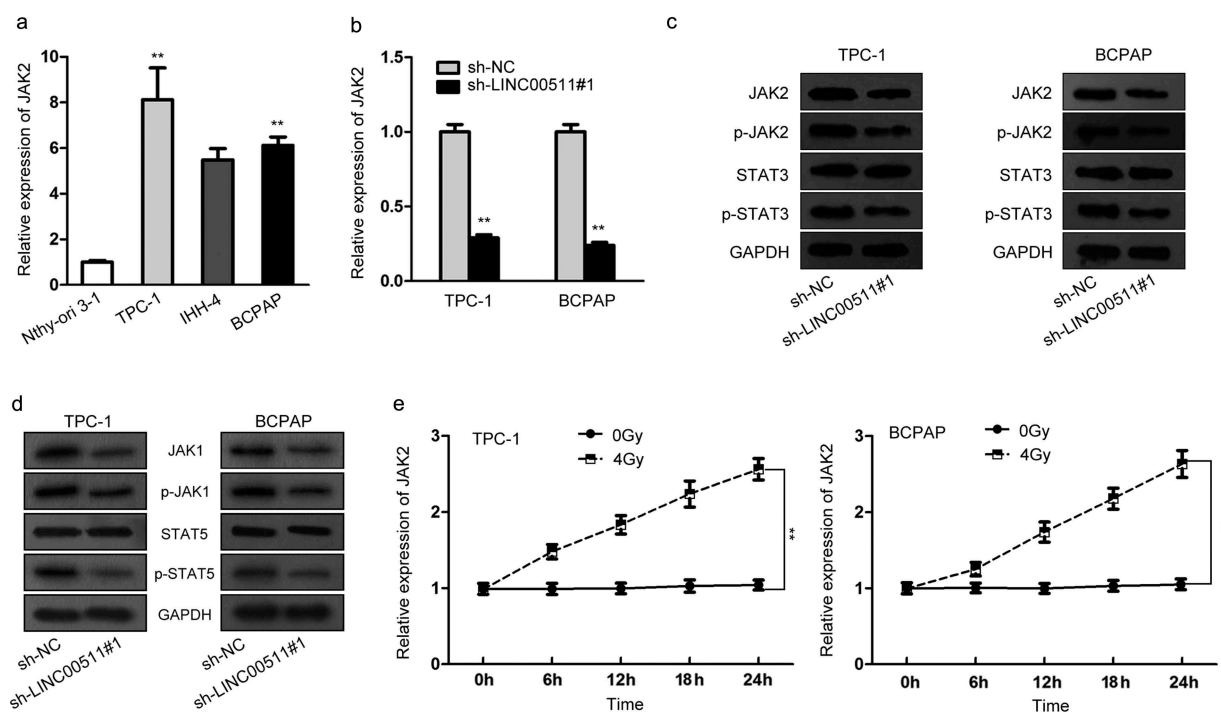 a
Relative expression of JAK2
10
8
6
4
2
0
**
**
Nthy-ori 3-1
TPC-1
IHH-4
BCPAP
b
Relative expression of JAK2
1.5
1.0
0.5
0.0
sh-NC
sh-LINC00511#1
**
**
TPC-1
BCPAP
c
TPC-1
JAK2
p-JAK2
STAT3
p-STAT3
GAPDH
sh-NC
sh-LINC00511#1
BCPAP
JAK2
p-JAK2
STAT3
p-STAT3
GAPDH
sh-NC
sh-LINC00511#1
d
TPC-1
BCPAP
JAK1
p-JAK1
STAT5
p-STAT5
GAPDH
sh-NC
sh-LINC00511#1
sh-NC
sh-LINC00511#1
e
Relative expression of JAK2
3
2
1
0
TPC-1
0Gy
4Gy
**
0h
6h
12h
18h
24h
Time
Relative expression of JAK2
3
2
1
0
BCPAP
0Gy
4Gy
0h
6h
12h
18h
24h
Time